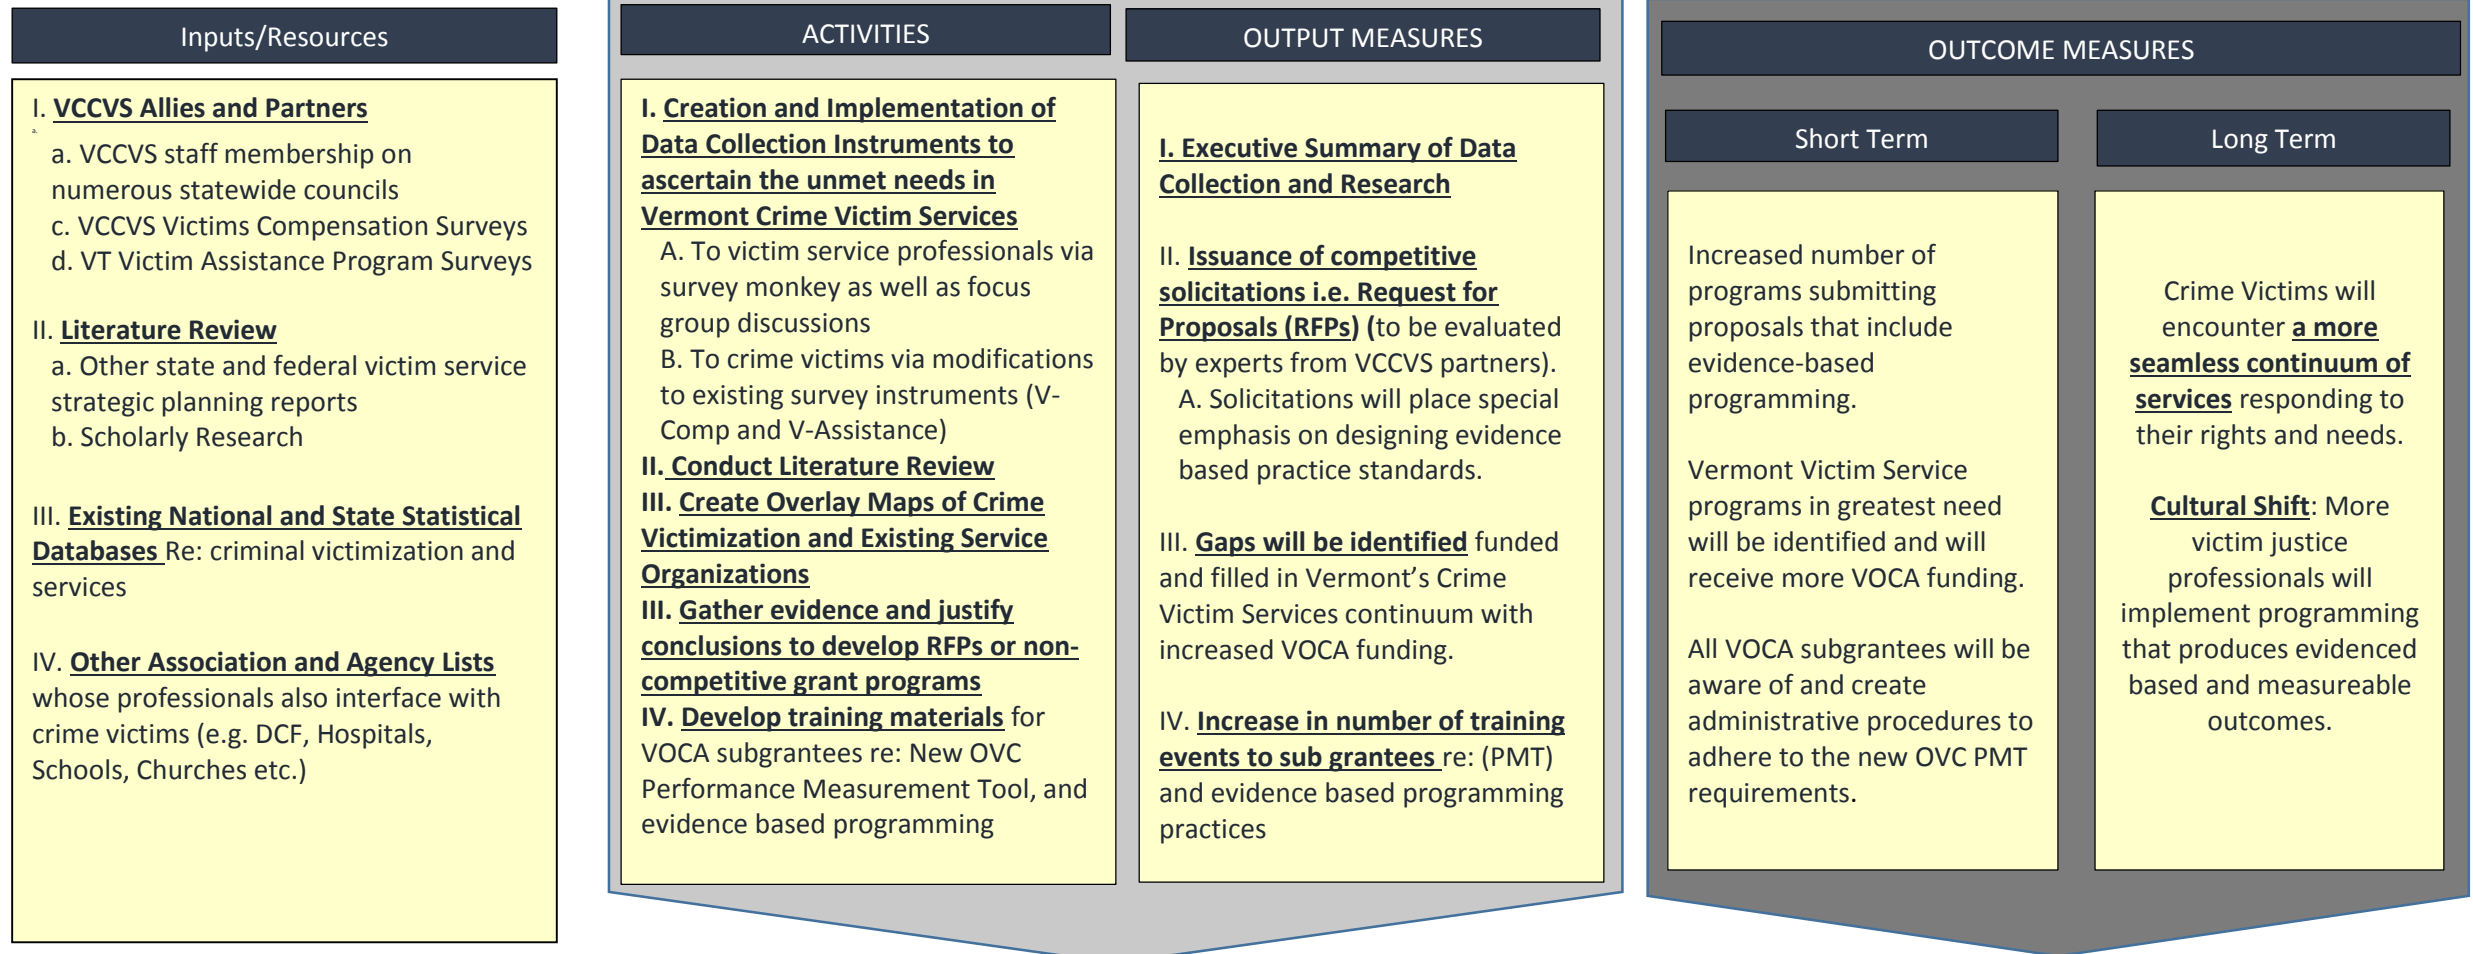 Inputs/Resources
I. VCCVS Allies and Partners
a.
a. VCCVS staff membership on
numerous statewide councils
c. VCCVS Victims Compensation Surveys
d. VT Victim Assistance Program Surveys
II. Literature Review
a. Other state and federal victim service
strategic planning reports
b. Scholarly Research
III. Existing National and State Statistical
Databases Re: criminal victimization and
services
IV. Other Association and Agency Lists
whose professionals also interface with
crime victims (e.g. DCF, Hospitals,
Schools, Churches etc.)
ACTIVITIES
I. Creation and Implementation of
Data Collection Instruments to
ascertain the unmet needs in
Vermont Crime Victim Services
A. To victim service professionals via
survey monkey as well as focus
group discussions
B. To crime victims via modifications
to existing survey instruments (V-
Comp and V-Assistance)
II. Conduct Literature Review
III. Create Overlay Maps of Crime
Victimization and Existing Service
Organizations
III. Gather evidence and justify
conclusions to develop RFPs or non-
competitive grant programs
IV. Develop training materials for
VOCA subgrantees re: New OVC
Performance Measurement Tool, and
evidence based programming
OUTPUT MEASURES
I. Executive Summary of Data
Collection and Research
II. Issuance of competitive
solicitations i.e. Request for
Proposals (RFPs) (to be evaluated
by experts from VCCVS partners).
A. Solicitations will place special
emphasis on designing evidence
based practice standards.
III. Gaps will be identified funded
and filled in Vermont’s Crime
Victim Services continuum with
increased VOCA funding.
IV. Increase in number of training
events to sub grantees re: (PMT)
and evidence based programming
practices
OUTCOME MEASURES
Short Term
Increased number of
programs submitting
proposals that include
evidence-based
programming.
Vermont Victim Service
programs in greatest need
will be identified and will
receive more VOCA funding.
All VOCA subgrantees will be
aware of and create
administrative procedures to
adhere to the new OVC PMT
requirements.
Long Term
Crime Victims will
encounter a more
seamless continuum of
services responding to
their rights and needs.
Cultural Shift: More
victim justice
professionals will
implement programming
that produces evidenced
based and measureable
outcomes.